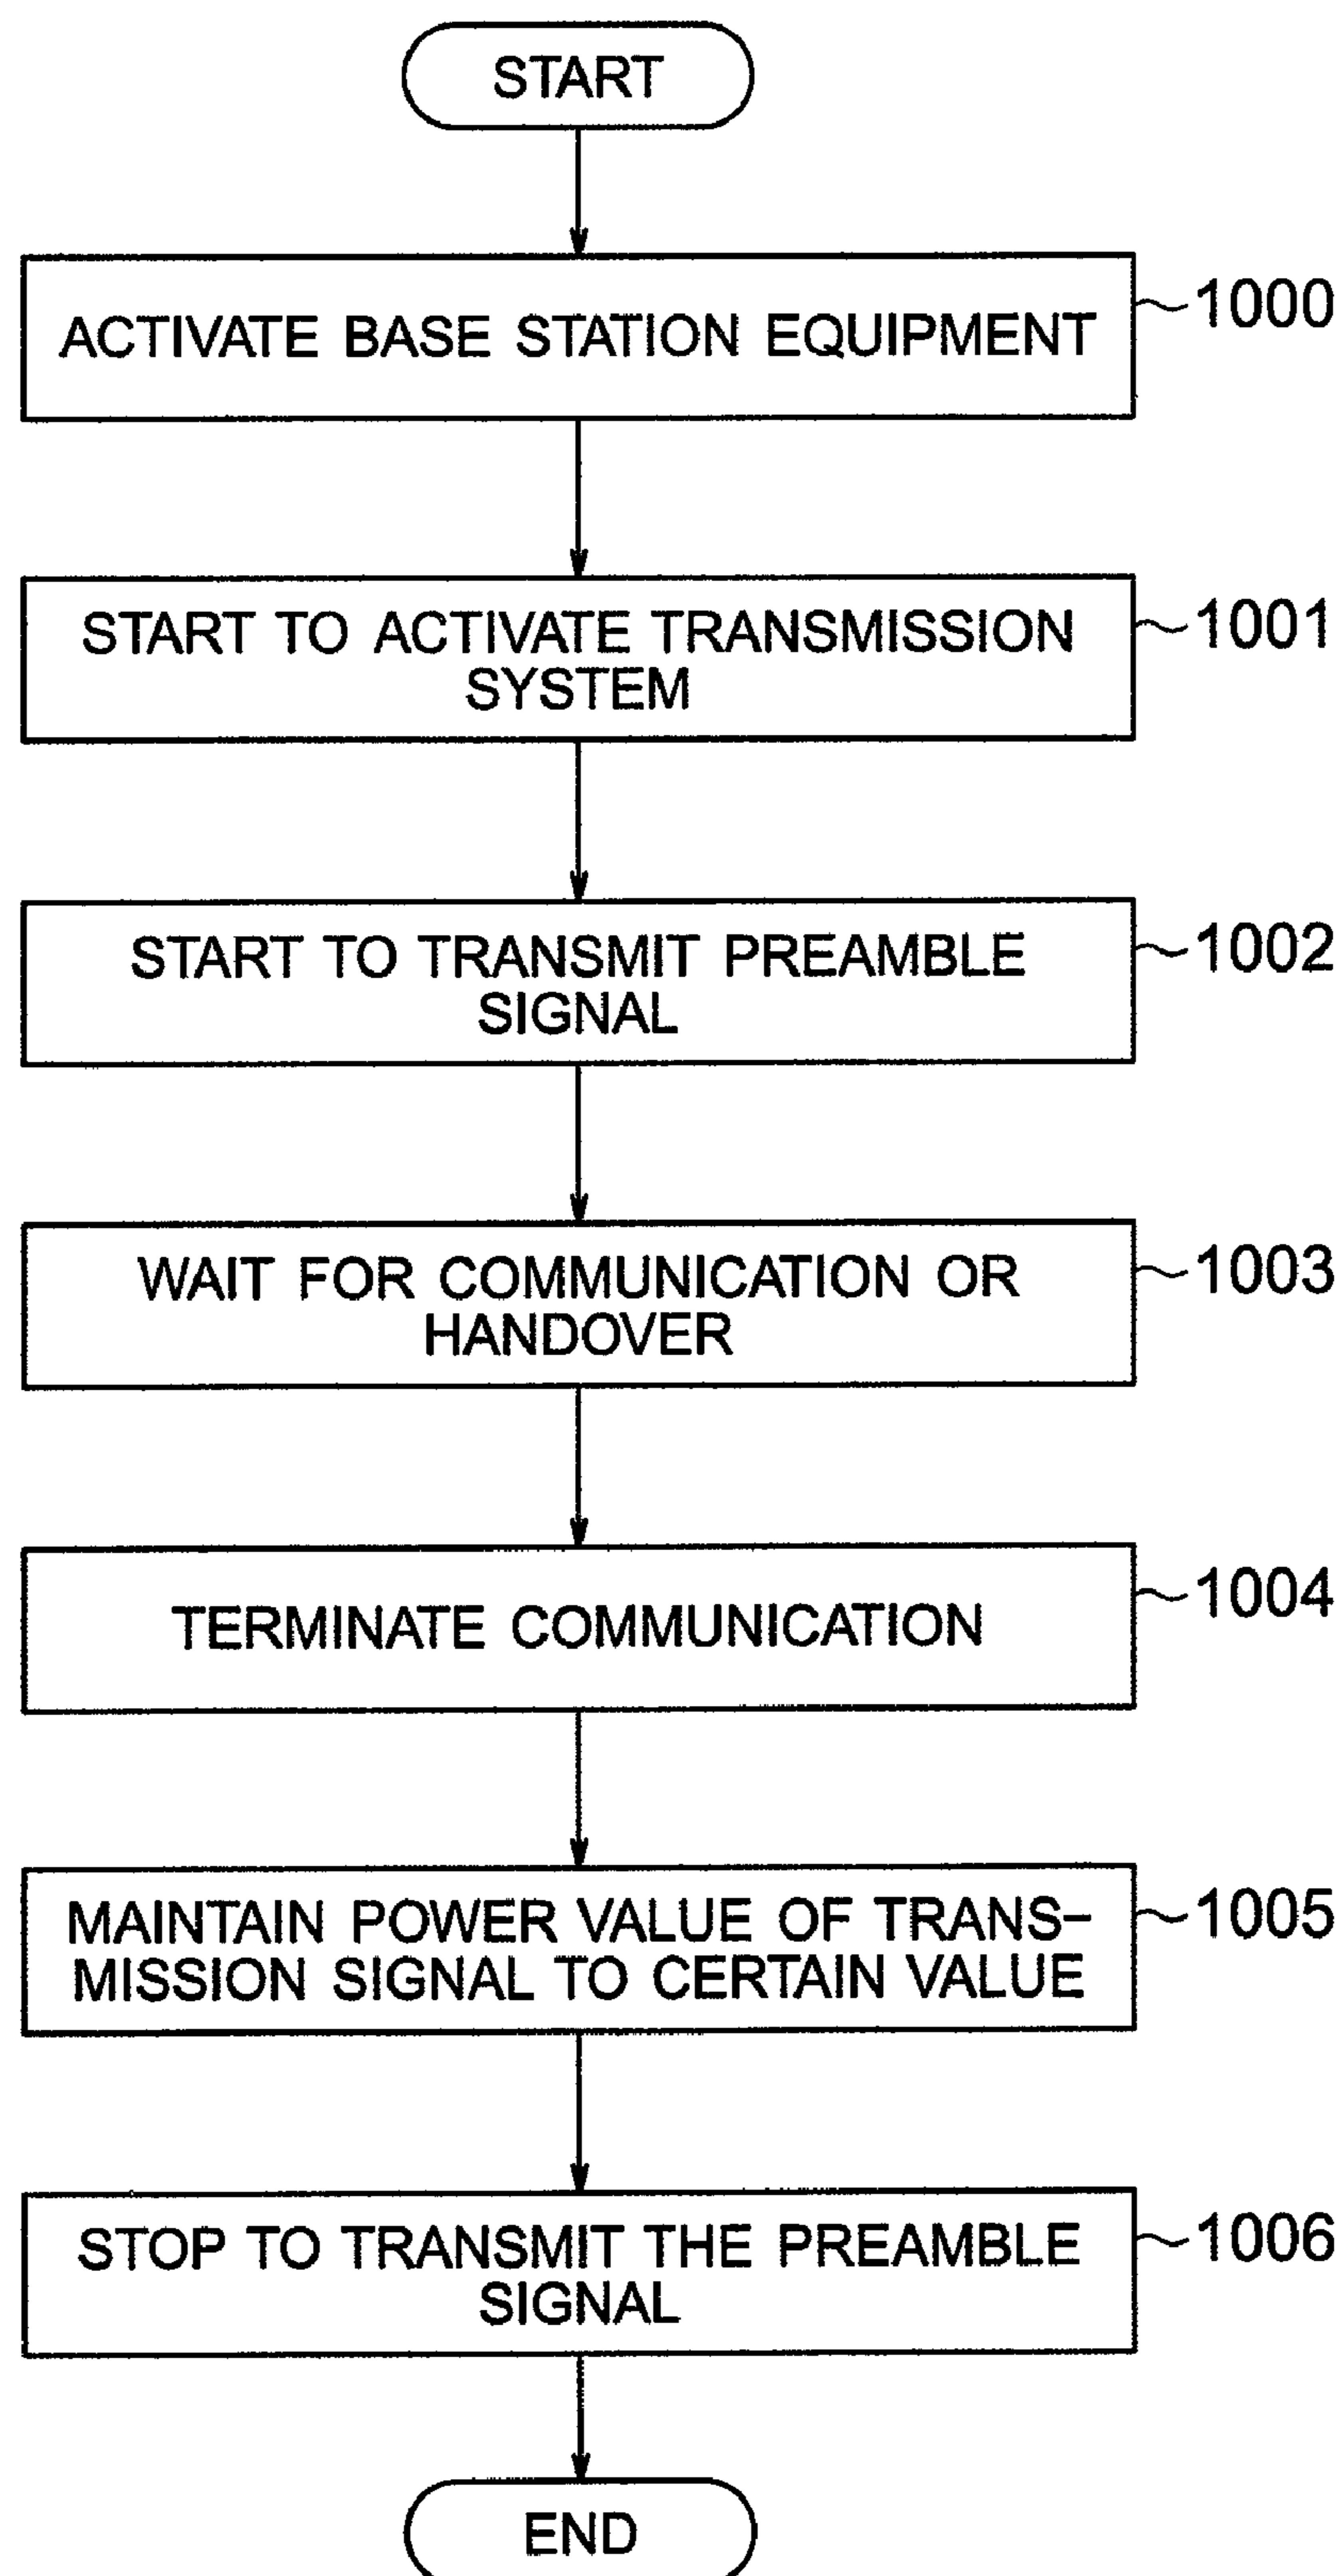 START
ACTIVATE BASE STATION EQUIPMENT
1000
START TO ACTIVATE TRANSMISSION
SYSTEM
1001
START TO TRANSMIT PREAMBLE
SIGNAL
1002
WAIT FOR COMMUNICATION OR
HANDOVER
1003
TERMINATE COMMUNICATION
1004
MAINTAIN POWER VALUE OF TRANS-
MISSION SIGNAL TO CERTAIN VALUE
1005
STOP TO TRANSMIT THE PREAMBLE
SIGNAL
1006
END